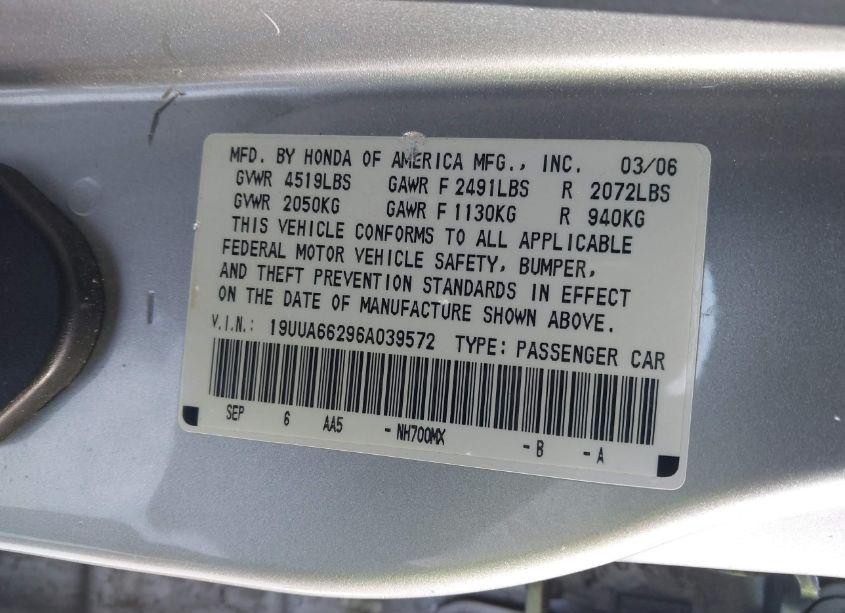 MFD. BY HONDA OF AMERICA MFG., INC. 03/06
GVWR 4519LBS GAWR F 2491LBS R 2072LBS
GVWR 2050KG GAWR F 1130KG R 940KG
THIS VEHICLE CONFORMS TO ALL APPLICABLE
FEDERAL MOTOR VEHICLE SAFETY, BUMPER,
AND THEFT PREVENTION STANDARDS IN EFFECT
ON THE DATE OF MANUFACTURE SHOWN ABOVE.
V.I.N.: 19UUA66296A039572 TYPE: PASSENGER CAR
SEP 6 AA5 - NH700MX - B - A